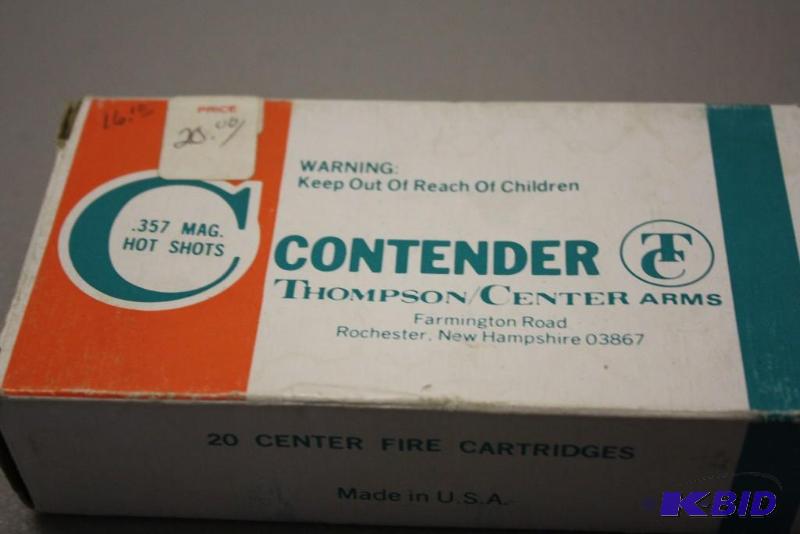 16.15
PRICE
25.00/
WARNING:
Keep Out Of Reach Of Children
C
.357 MAG.
HOT SHOTS
CONTENDER
TC
THOMPSON/CENTER ARMS
Farmington Road
Rochester, New Hampshire 03867
20 CENTER FIRE CARTRIDGES
Made in U.S.A.
K-BID